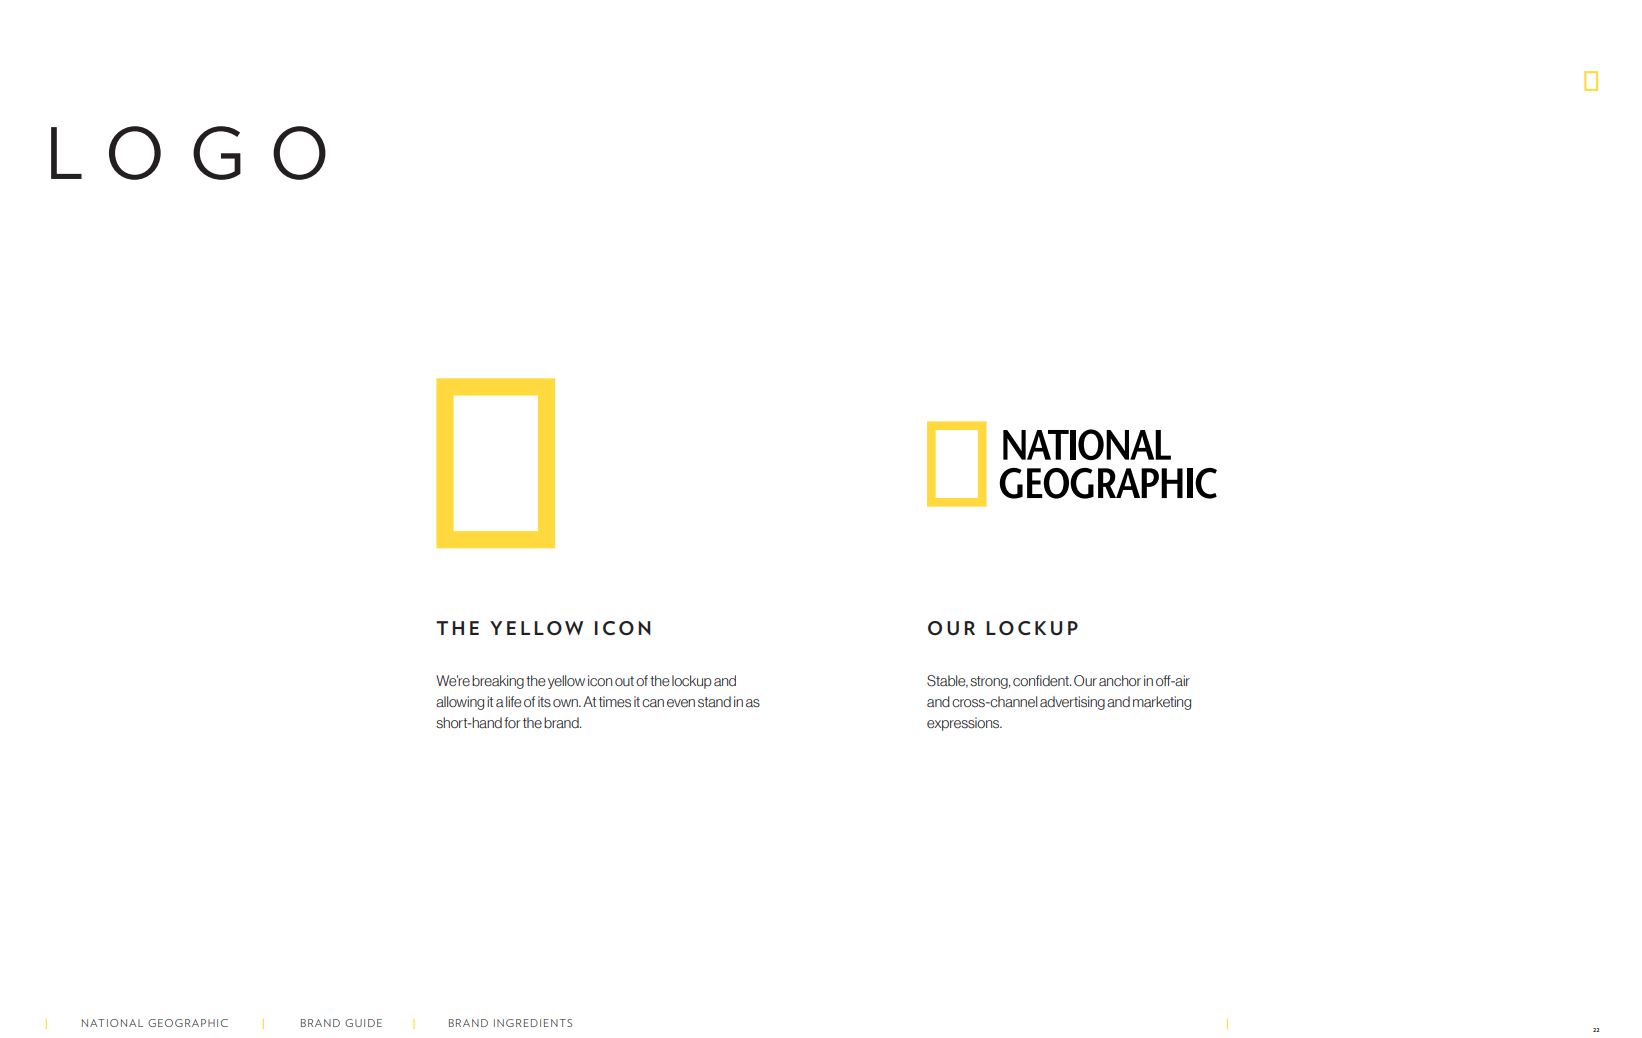 LOGO
NATIONAL
GEOGRAPHIC
THE YELLOW ICON
We're breaking the yellow icon out of the lockup and
allowing it a life of its own. At times it can even stand in as
short-hand for the brand.
OUR LOCKUP
Stable, strong, confident. Our anchor in off-air
and cross-channel advertising and marketing
expressions.
NATIONAL GEOGRAPHIC | BRAND GUIDE | BRAND INGREDIENTS
22